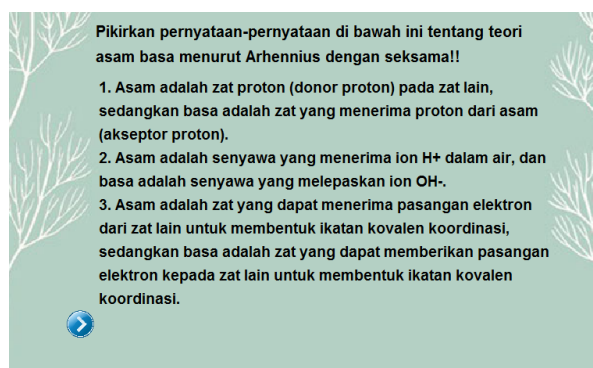 Pikirkan pernyataan-pernyataan di bawah ini tentang teori
asam basa menurut Arhennius dengan seksama!!
1. Asam adalah zat proton (donor proton) pada zat lain,
sedangkan basa adalah zat yang menerima proton dari asam
(akseptor proton).
2. Asam adalah senyawa yang menerima ion H+ dalam air, dan
basa adalah senyawa yang melepaskan ion OH-.
3. Asam adalah zat yang dapat menerima pasangan elektron
dari zat lain untuk membentuk ikatan kovalen koordinasi,
sedangkan basa adalah zat yang dapat memberikan pasangan
elektron kepada zat lain untuk membentuk ikatan kovalen
koordinasi.